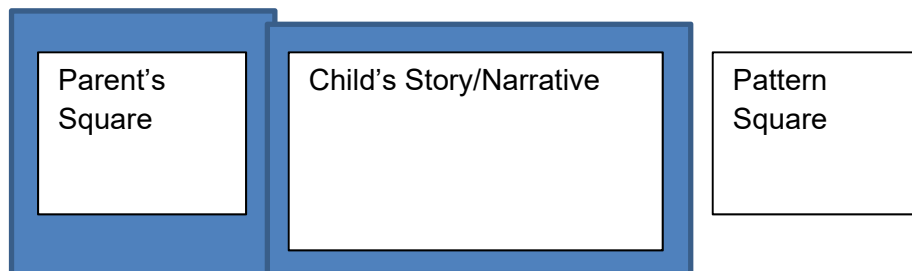 Parent’s
Square
Child’s Story/Narrative
Pattern
Square